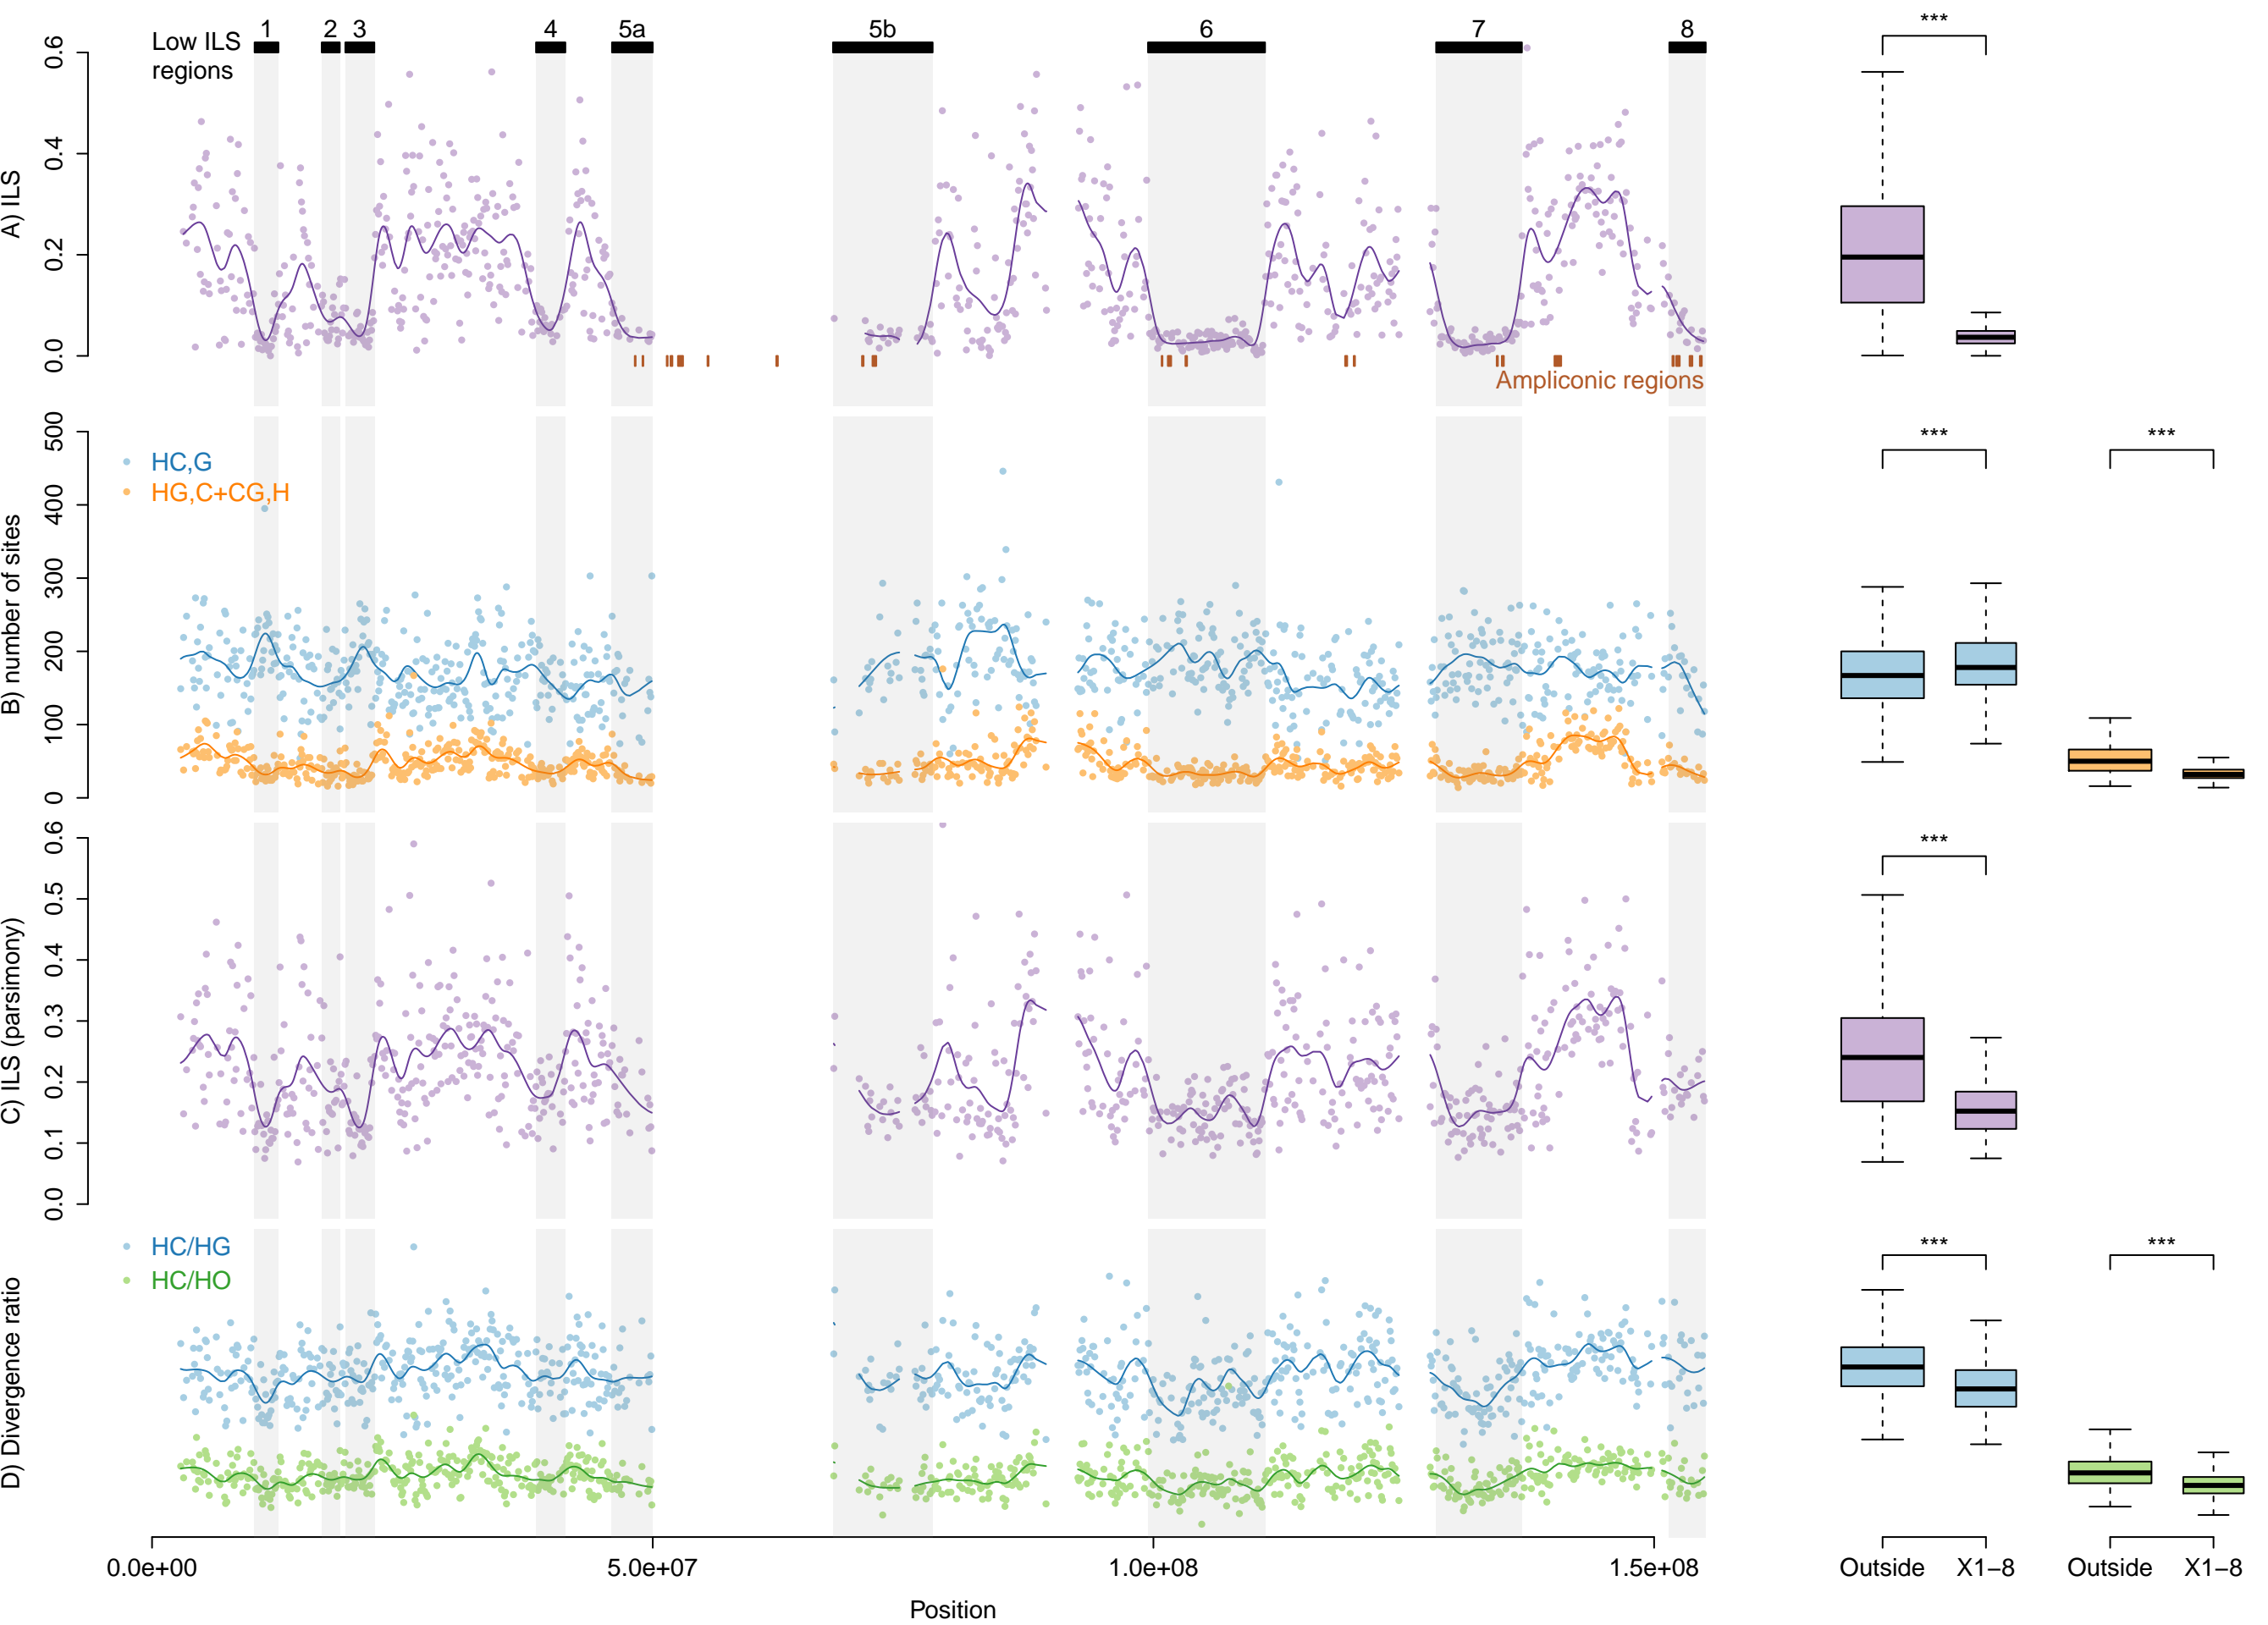 1 2 3 4 5a 5b 6 7 8
Low ILS
regions
***
A) ILS
0.0 0.2 0.4 0.6
Ampliconic regions
B) number of sites
0 100 200 300 400 500
HC,G
HG,C+CG,H
*** ***
C) ILS (parsimony)
0.0 0.1 0.2 0.3 0.4 0.5 0.6
***
D) Divergence ratio
HC/HG
HC/HO
*** ***
0.0e+00 5.0e+07 1.0e+08 1.5e+08
Outside X1−8 Outside X1−8
Position